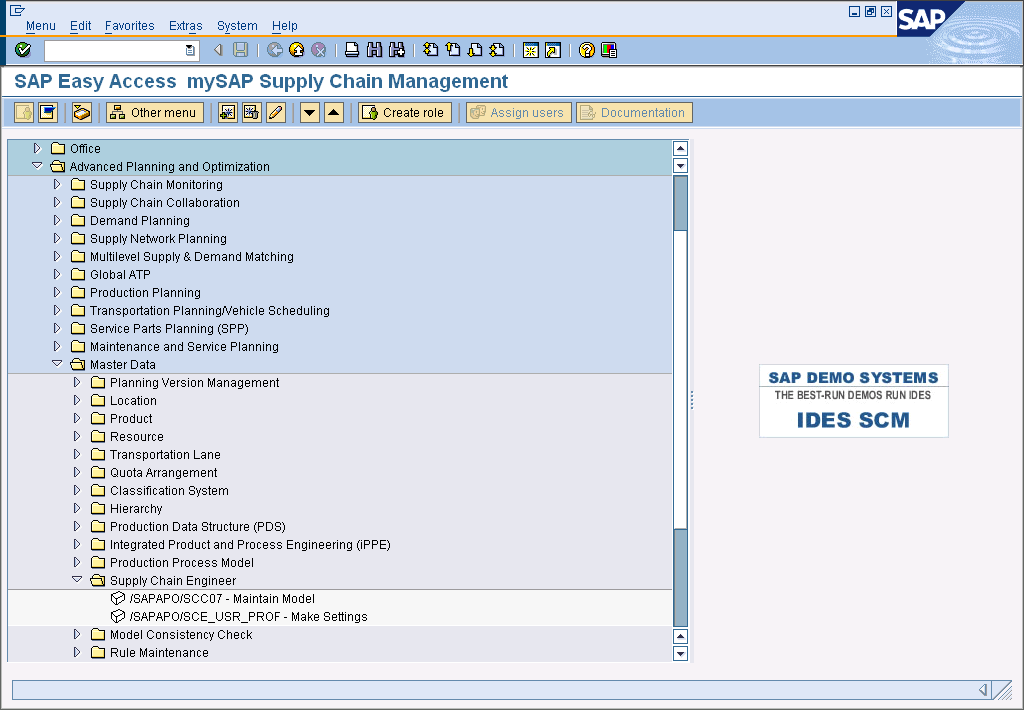 Menu Edit Favorites Extras System Help
SAP
SAP Easy Access mySAP Supply Chain Management
Other menu Create role Assign users Documentation
Office
Advanced Planning and Optimization
Supply Chain Monitoring
Supply Chain Collaboration
Demand Planning
Supply Network Planning
Multilevel Supply & Demand Matching
Global ATP
Production Planning
Transportation Planning/Vehicle Scheduling
Service Parts Planning (SPP)
Maintenance and Service Planning
Master Data
Planning Version Management
Location
Product
Resource
Transportation Lane
Quota Arrangement
Classification System
Hierarchy
Production Data Structure (PDS)
Integrated Product and Process Engineering (iPPE)
Production Process Model
Supply Chain Engineer
/SAPAPO/SCC07 - Maintain Model
/SAPAPO/SCE_USR_PROF - Make Settings
Model Consistency Check
Rule Maintenance
SAP DEMO SYSTEMS
THE BEST-RUN DEMOS RUN IDES
IDES SCM